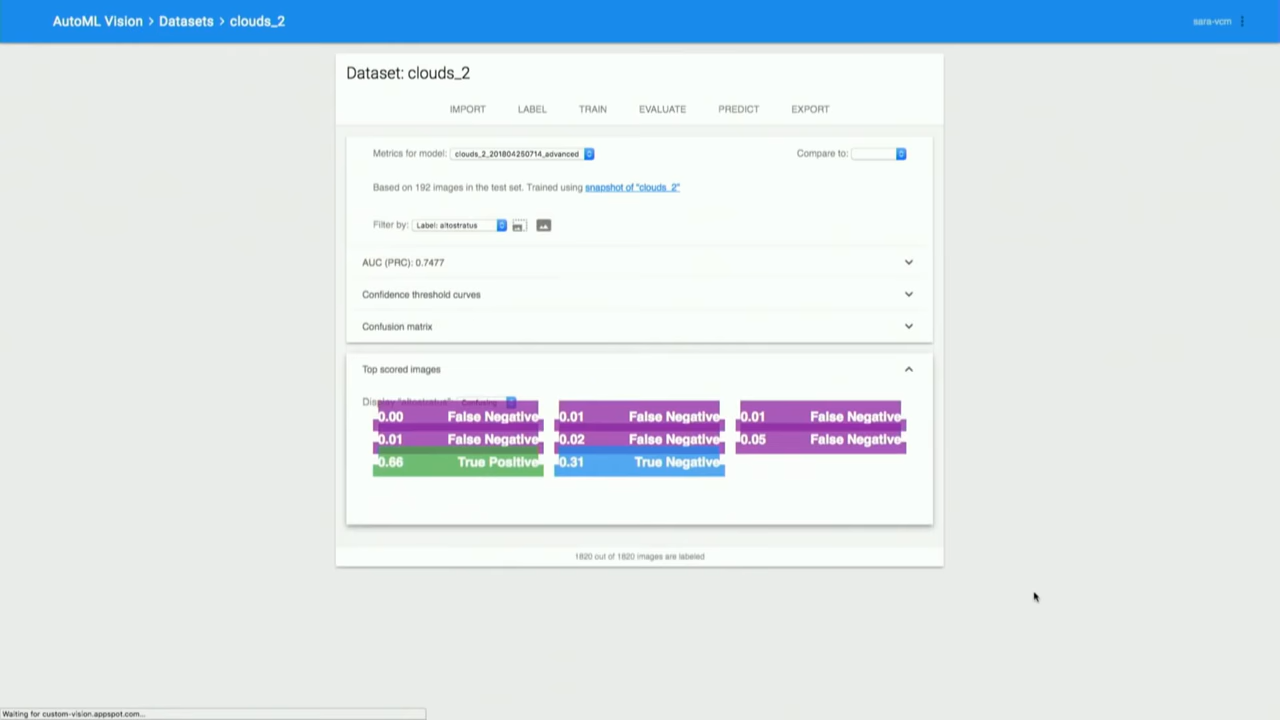 AutoML Vision > Datasets > clouds_2
sara-vcm
Dataset: clouds_2
IMPORT LABEL TRAIN EVALUATE PREDICT EXPORT
Metrics for model: clouds_2_201804250714_advanced Compare to:
Based on 192 images in the test set. Trained using snapshot of "clouds_2"
Filter by: Label: altostratus
AUC (PRC): 0.7477
Confidence threshold curves
Confusion matrix
Top scored images
Display "altostratus": Confusing
0.00 False Negative 0.01 False Negative 0.01 False Negative
0.01 False Negative 0.02 False Negative 0.05 False Negative
0.66 True Positive 0.31 True Negative
1820 out of 1820 images are labeled
Waiting for custom-vision.appspot.com...